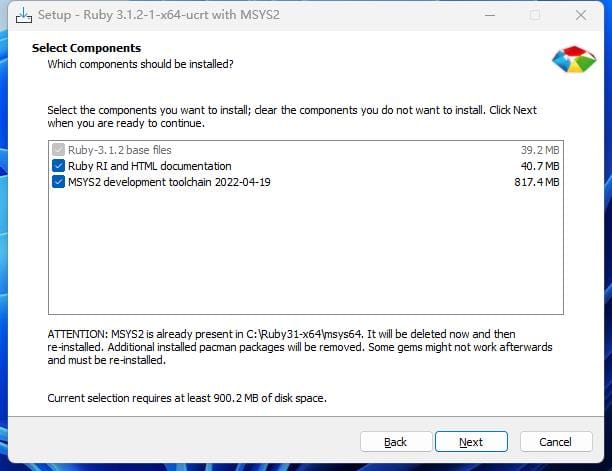 Setup - Ruby 3.1.2-1-x64-ucrt with MSYS2
Select Components
Which components should be installed?
Select the components you want to install; clear the components you do not want to install. Click Next
when you are ready to continue.
Ruby-3.1.2 base files 39.2 MB
Ruby RI and HTML documentation 40.7 MB
MSYS2 development toolchain 2022-04-19 817.4 MB
ATTENTION: MSYS2 is already present in C:\Ruby31-x64\msys64. It will be deleted now and then
re-installed. Additional installed pacman packages will be removed. Some gems might not work afterwards
and must be re-installed.
Current selection requires at least 900.2 MB of disk space.
Back Next Cancel